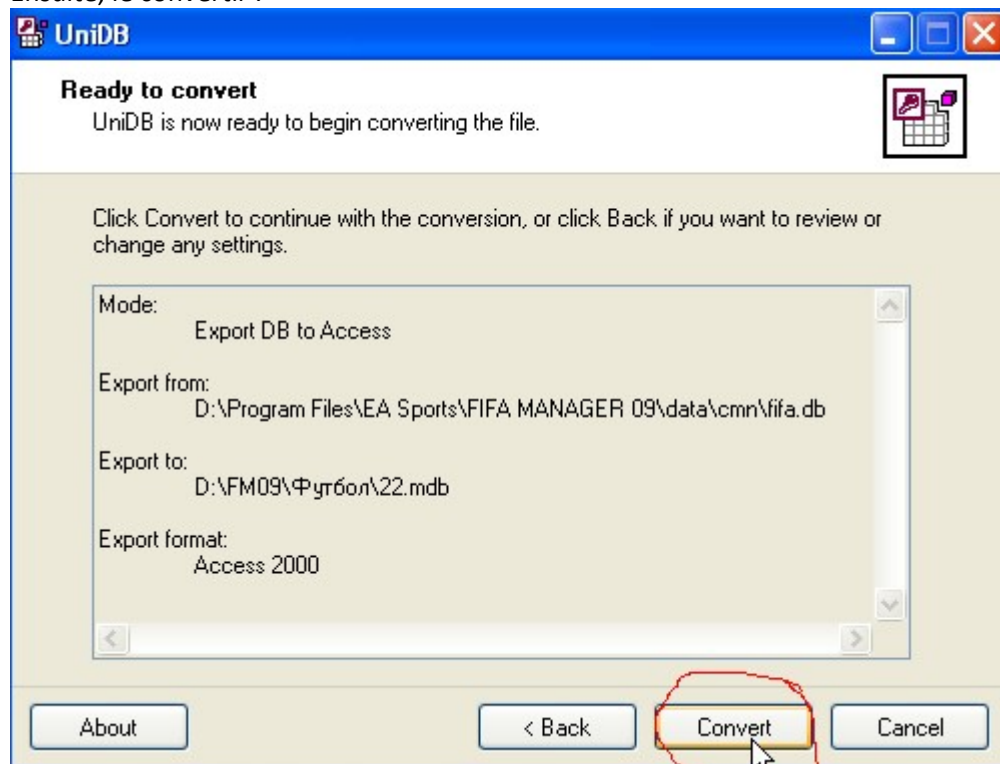 UniDB
Ready to convert
UniDB is now ready to begin converting the file.
Click Convert to continue with the conversion, or click Back if you want to review or
change any settings.
Mode:
Export DB to Access
Export from:
D:\Program Files\EA Sports\FIFA MANAGER 09\data\cmn\fifa.db
Export to:
D:\FM09\Футбол\22.mdb
Export format:
Access 2000
About
< Back
Convert
Cancel